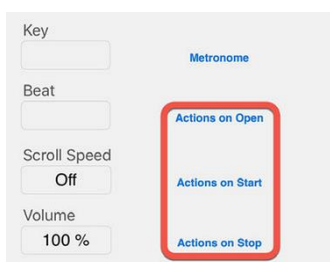 Key
Metronome
Beat
Actions on Open
Scroll Speed
Off
Actions on Start
Volume
100 %
Actions on Stop